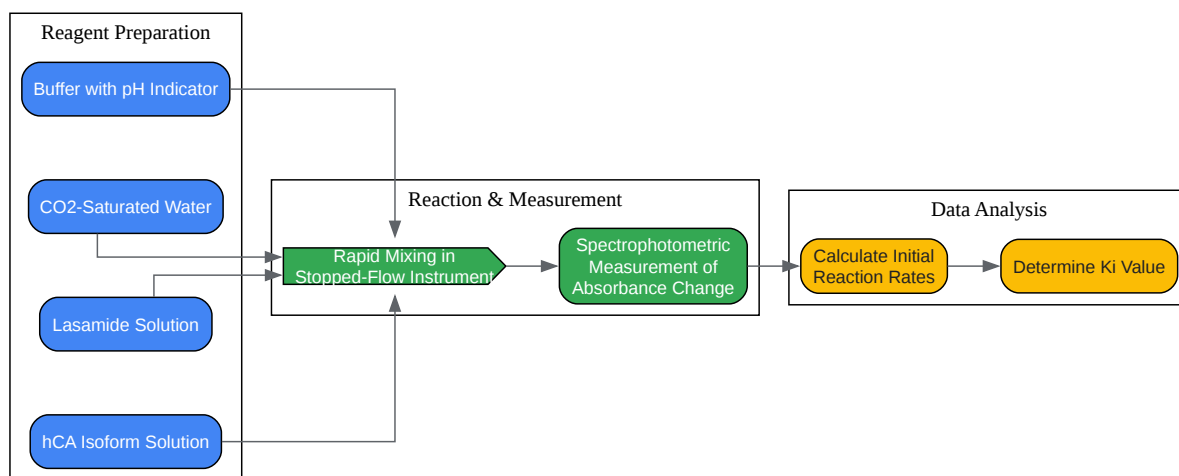 Reagent Preparation
Buffer with pH Indicator
CO2-Saturated Water
Lasamide Solution
hCA Isoform Solution
Reaction & Measurement
Rapid Mixing in
Stopped-Flow Instrument
Spectrophotometric
Measurement of
Absorbance Change
Data Analysis
Calculate Initial
Reaction Rates
Determine Ki Value